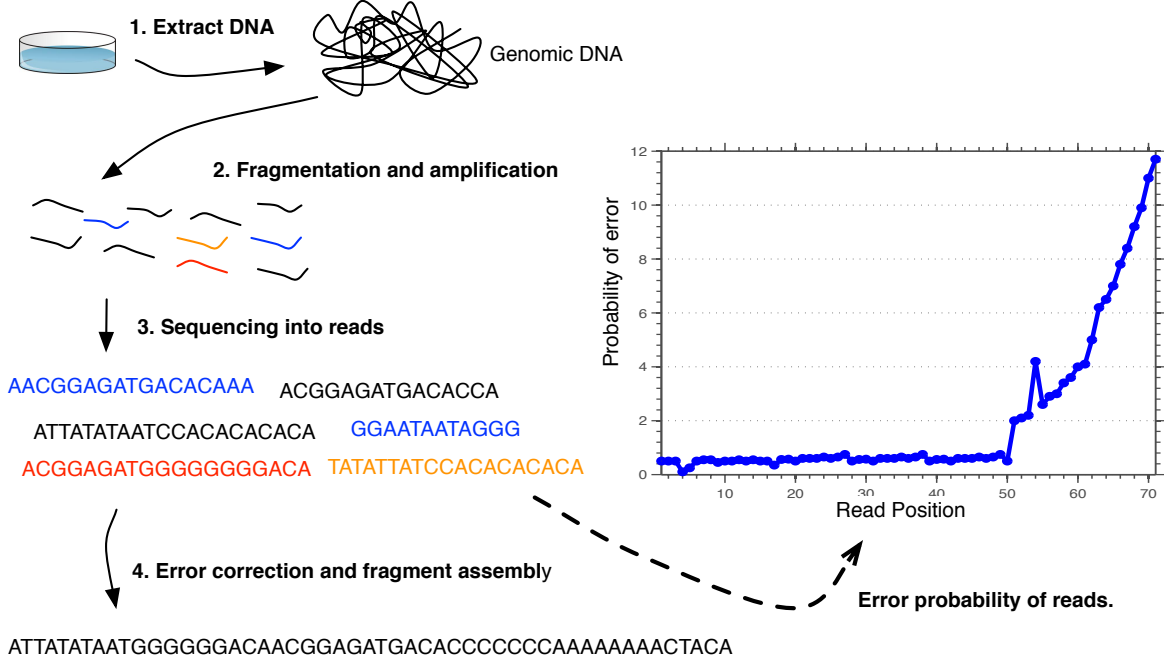 1. Extract DNA
Genomic DNA
2. Fragmentation and amplification
3. Sequencing into reads
AACGGAGATGACACAAA
ACGGAGATGACACCA
ATTATATAATCCACACACACA
GGAATAATAGGG
ACGGAGATGGGGGGGGACA
TATATTATCCACACACACA
4. Error correction and fragment assembly
ATTATATAATGGGGGGACAACGGAGATGACACCCCCCCAAAAAAAACTACA
Probability of error
12
10
8
6
4
2
0
10 20 30 40 50 60 70
Read Position
Error probability of reads.